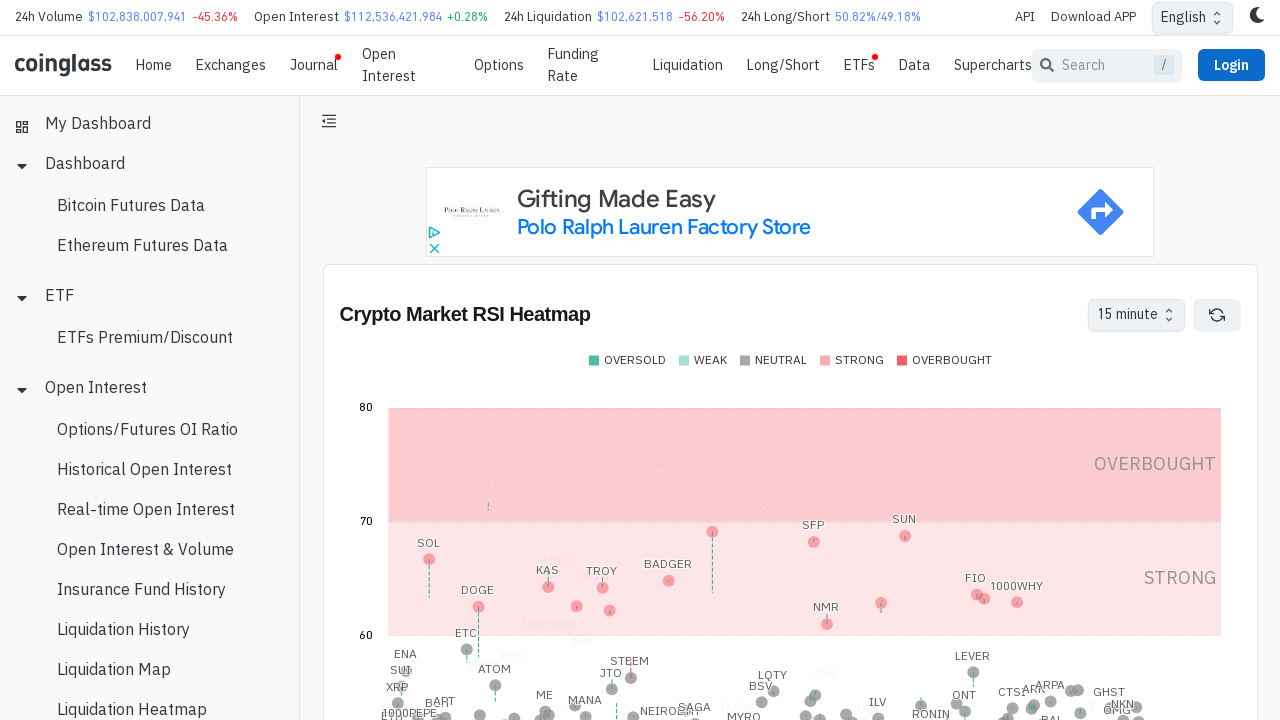 24h Volume $102,838,007,941 -45.36% Open Interest $112,536,421,984 +0.28% 24h Liquidation $102,621,518 -56.20% 24h Long/Short 50.82%/49.18% API Download APP English
coinglass Home Exchanges Journal Open Interest Options Funding Rate Liquidation Long/Short ETFs Data Supercharts Search / Login
My Dashboard
Dashboard
Bitcoin Futures Data
Ethereum Futures Data
ETF
ETFs Premium/Discount
Open Interest
Options/Futures OI Ratio
Historical Open Interest
Real-time Open Interest
Open Interest & Volume
Insurance Fund History
Liquidation History
Liquidation Map
Liquidation Heatmap
POLO RALPH LAUREN
Gifting Made Easy
Polo Ralph Lauren Factory Store
Crypto Market RSI Heatmap 15 minute
OVERSOLD WEAK NEUTRAL STRONG OVERBOUGHT
80
OVERBOUGHT
70
SFP SUN
SOL
KAS TROY BADGER
FIO 1000WHY
STRONG
DOGE
NMR
60
ETC
ENA STEEM LEVER
SUI ATOM JTO LQTY
XRP BSV
ME MANA ILV ONT CTSI ARK ARPA GHST
1000PEPE APT NEIROETH SAGA MYRO RONIN NKN